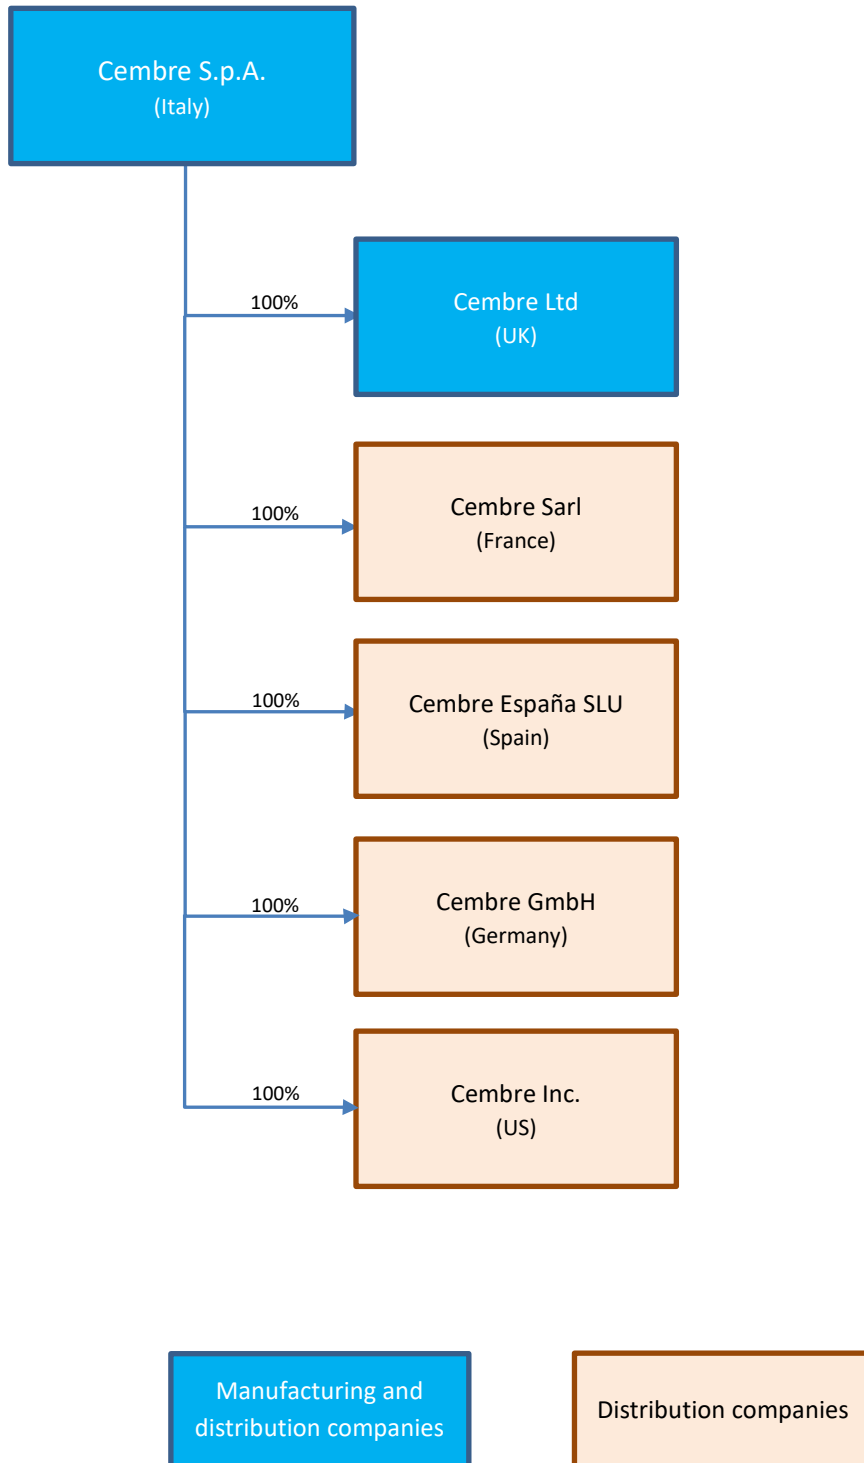 Cembre S.p.A.
(Italy)
100%
Cembre Ltd
(UK)
100%
Cembre Sarl
(France)
100%
Cembre España SLU
(Spain)
100%
Cembre GmbH
(Germany)
100%
Cembre Inc.
(US)
Manufacturing and
distribution companies
Distribution companies